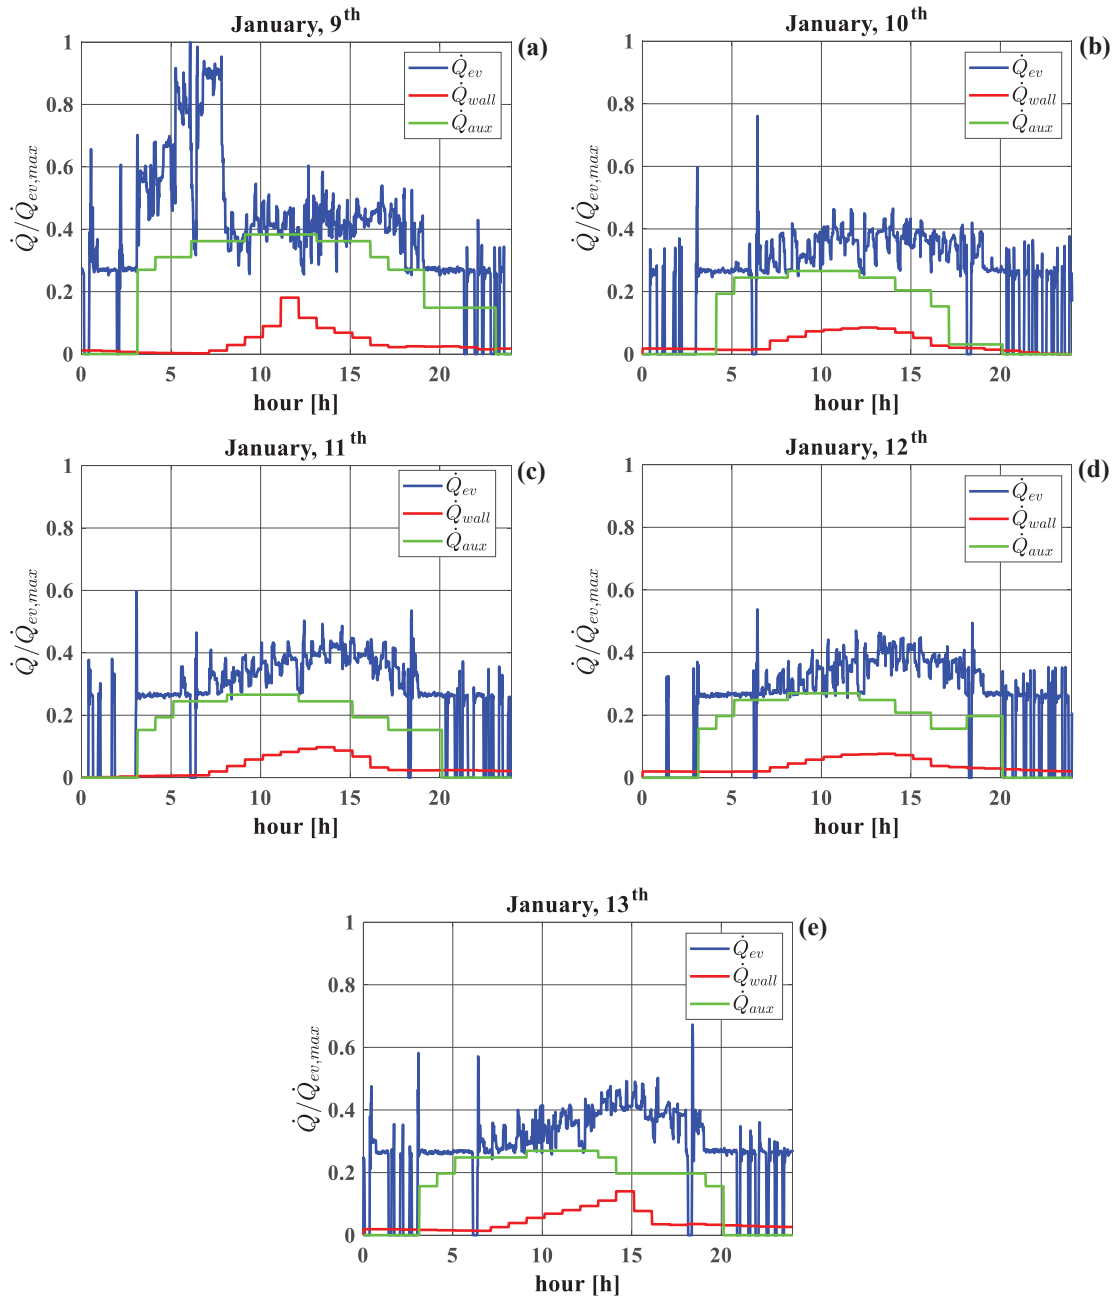 January, 9th
(a)
Q̇ev
Q̇wall
Q̇aux
Q̇/Q̇ev,max
1
0.8
0.6
0.4
0.2
0
0 5 10 15 20
hour [h]
January, 10th
(b)
Q̇ev
Q̇wall
Q̇aux
Q̇/Q̇ev,max
1
0.8
0.6
0.4
0.2
0
0 5 10 15 20
hour [h]
January, 11th
(c)
Q̇ev
Q̇wall
Q̇aux
Q̇/Q̇ev,max
1
0.8
0.6
0.4
0.2
0
0 5 10 15 20
hour [h]
January, 12th
(d)
Q̇ev
Q̇wall
Q̇aux
Q̇/Q̇ev,max
1
0.8
0.6
0.4
0.2
0
0 5 10 15 20
hour [h]
January, 13th
(e)
Q̇ev
Q̇wall
Q̇aux
Q̇/Q̇ev,max
1
0.8
0.6
0.4
0.2
0
0 5 10 15 20
hour [h]